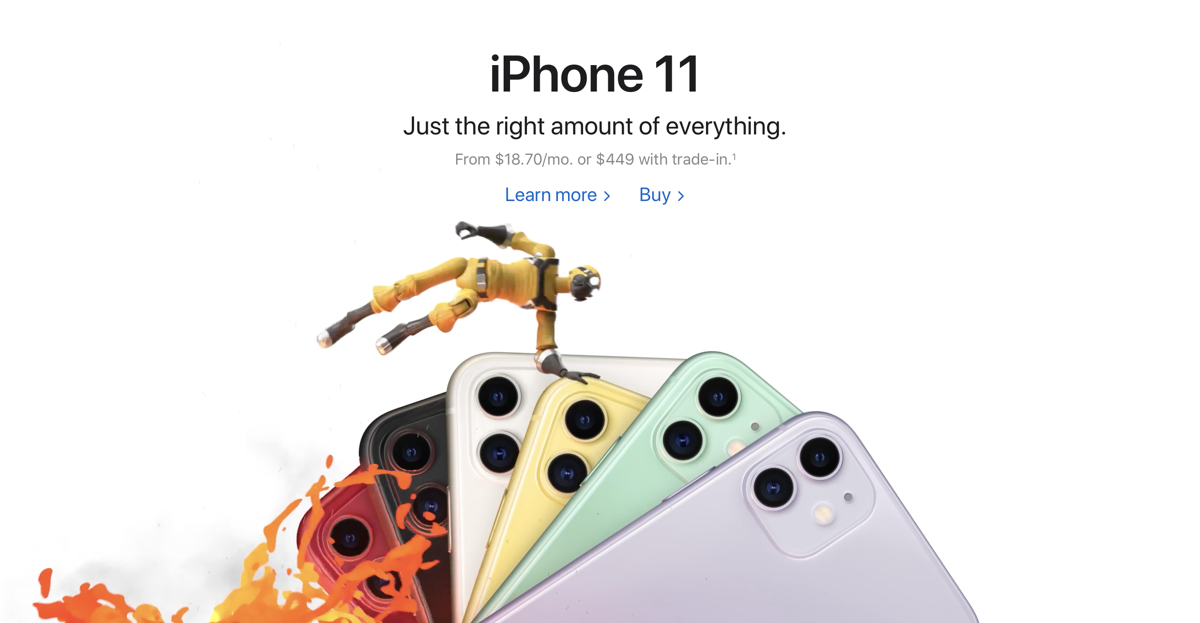 iPhone 11
Just the right amount of everything.
From $18.70/mo. or $449 with trade-in.¹
Learn more >
Buy >